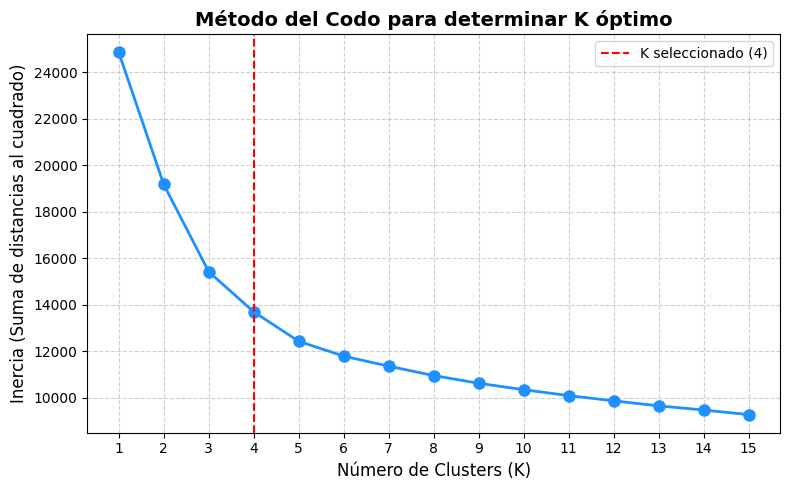 Método del Codo para determinar K óptimo
K seleccionado (4)
Inercia (Suma de distancias al cuadrado)
24000
22000
20000
18000
16000
14000
12000
10000
1 2 3 4 5 6 7 8 9 10 11 12 13 14 15
Número de Clusters (K)